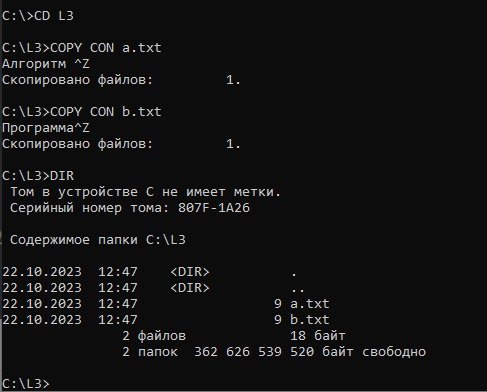 C:\>CD L3
C:\L3>COPY CON a.txt
Алгоритм ^Z
Скопировано файлов:         1.
C:\L3>COPY CON b.txt
Программа^Z
Скопировано файлов:         1.
C:\L3>DIR
 Том в устройстве C не имеет метки.
 Серийный номер тома: 807F-1A26
 Содержимое папки C:\L3
22.10.2023  12:47    <DIR>          .
22.10.2023  12:47    <DIR>          ..
22.10.2023  12:47                 9 a.txt
22.10.2023  12:47                 9 b.txt
               2 файлов             18 байт
               2 папок  362 626 539 520 байт свободно
C:\L3>